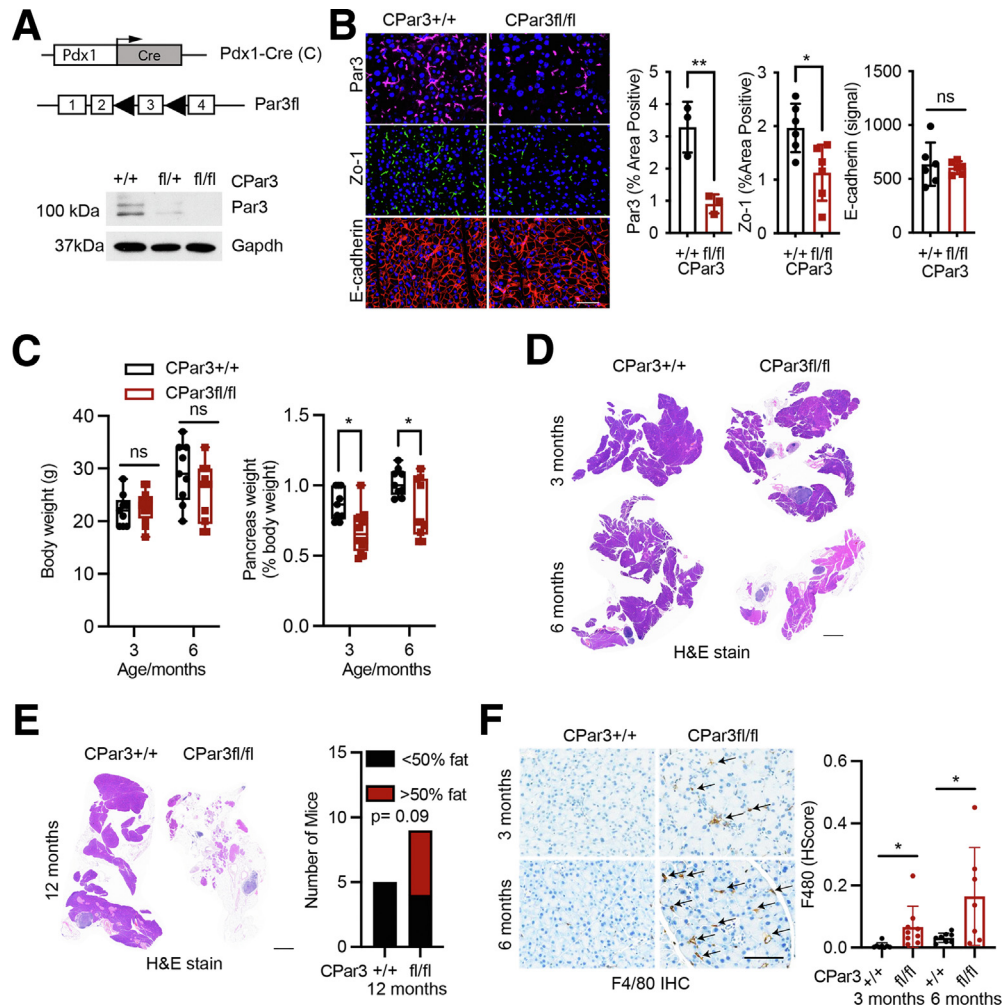 A
Pdx1
Cre
Pdx1-Cre (C)
1 2 3 4
Par3fl
+/+ fl/+ fl/fl CPar3
100 kDa Par3
37kDa Gapdh
B
CPar3+/+ CPar3fl/fl
Par3
Zo-1
E-cadherin
Par3 (% Area Positive)
5
4
3
2
1
0
**
+/+ fl/fl
CPar3
Zo-1 (%Area Positive)
3
2
1
0
*
+/+ fl/fl
CPar3
E-cadherin (signal)
1500
1000
500
0
ns
+/+ fl/fl
CPar3
C
CPar3+/+
CPar3fl/fl
Body weight (g)
40
30
20
10
0
ns
ns
3 6
Age/months
Pancreas weight
(% body weight)
1.5
1.0
0.5
0.0
* *
3 6
Age/months
D
CPar3+/+ CPar3fl/fl
3 months
6 months
H&E stain
E
CPar3+/+ CPar3fl/fl
12 months
H&E stain
Number of Mice
15
10
5
0
<50% fat
>50% fat
p= 0.09
CPar3 +/+ fl/fl
12 months
F
CPar3+/+ CPar3fl/fl
3 months
6 months
F4/80 IHC
F480 (HScore)
0.6
0.4
0.2
0.0
*
*
CPar3 +/+ fl/fl +/+ fl/fl
3 months 6 months